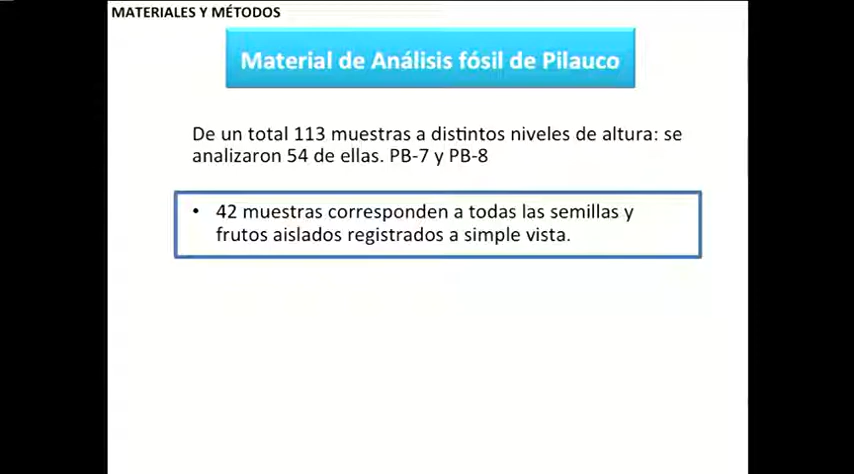 MATERIALES Y MÉTODOS
Material de Análisis fósil de Pilauco
De un total 113 muestras a distintos niveles de altura: se
analizaron 54 de ellas. PB-7 y PB-8
• 42 muestras corresponden a todas las semillas y
frutos aislados registrados a simple vista.